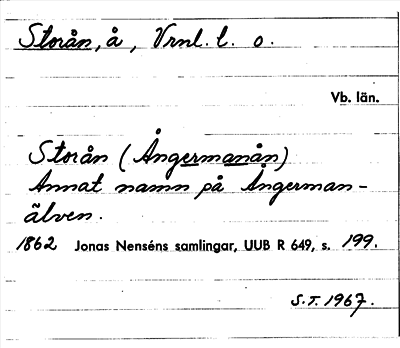 Storån, å, Vrnl. l. o.
Vb. län.
Storån (Ångermanån)
Annat namn på Ångerman-
älven.
1862 Jonas Nenséns samlingar, UUB R 649, s. 199.
S.T. 1967.